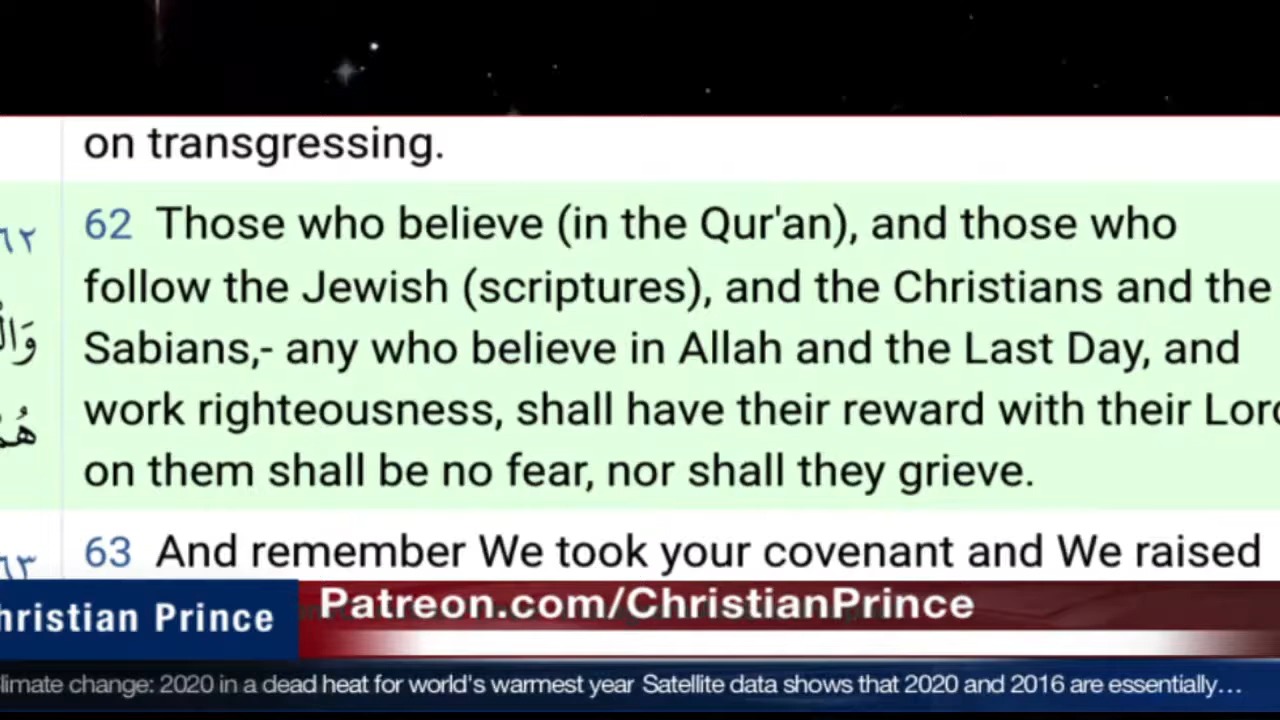 on transgressing.
62 Those who believe (in the Qur'an), and those who
follow the Jewish (scriptures), and the Christians and the
Sabians,- any who believe in Allah and the Last Day, and
work righteousness, shall have their reward with their
on them shall be no fear, nor shall they grieve.
63 And remember We took your covenant and We raised
٦٢
٦٣
Patreon.com/ChristianPrince
Prince
change: 2020 in a dead heat for world's warmest year Satellite data shows that 2020 and 2016 are essentially…